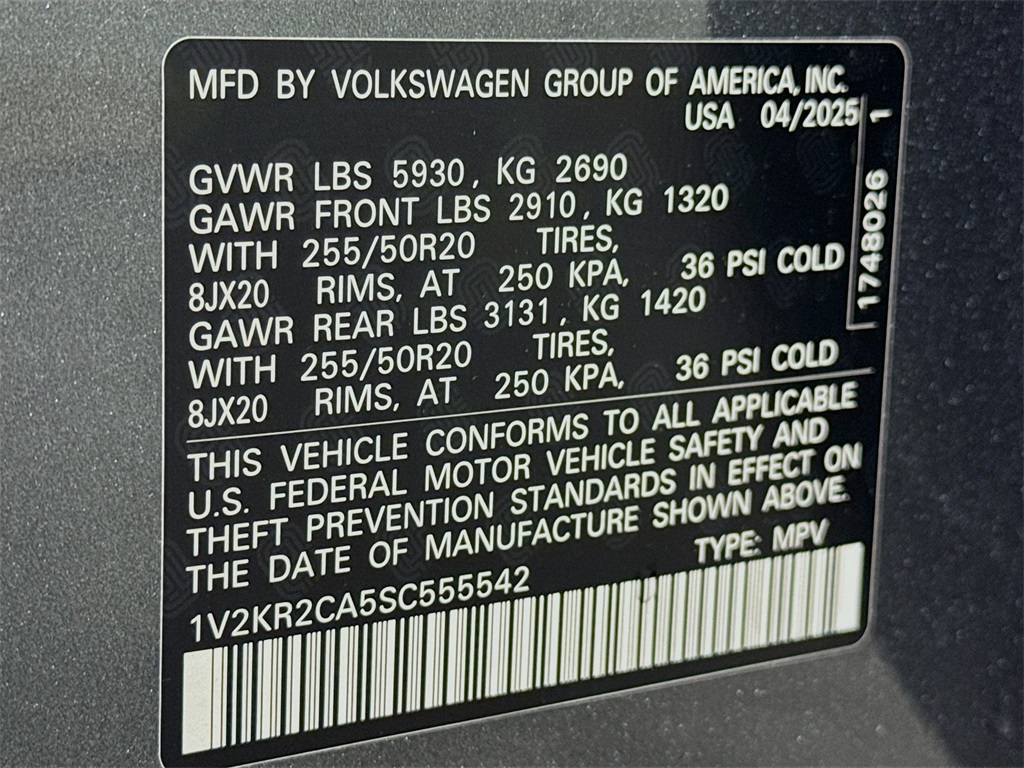 MFD BY VOLKSWAGEN GROUP OF AMERICA, INC.
USA 04/2025
GVWR LBS 5930, KG 2690
GAWR FRONT LBS 2910, KG 1320
WITH 255/50R20 TIRES,
8JX20 RIMS, AT 250 KPA, 36 PSI COLD
GAWR REAR LBS 3131, KG 1420
WITH 255/50R20 TIRES,
8JX20 RIMS, AT 250 KPA, 36 PSI COLD
THIS VEHICLE CONFORMS TO ALL APPLICABLE
U.S. FEDERAL MOTOR VEHICLE SAFETY AND
THEFT PREVENTION STANDARDS IN EFFECT ON
THE DATE OF MANUFACTURE SHOWN ABOVE.
TYPE: MPV
1V2KR2CA5SC555542
1748026 1